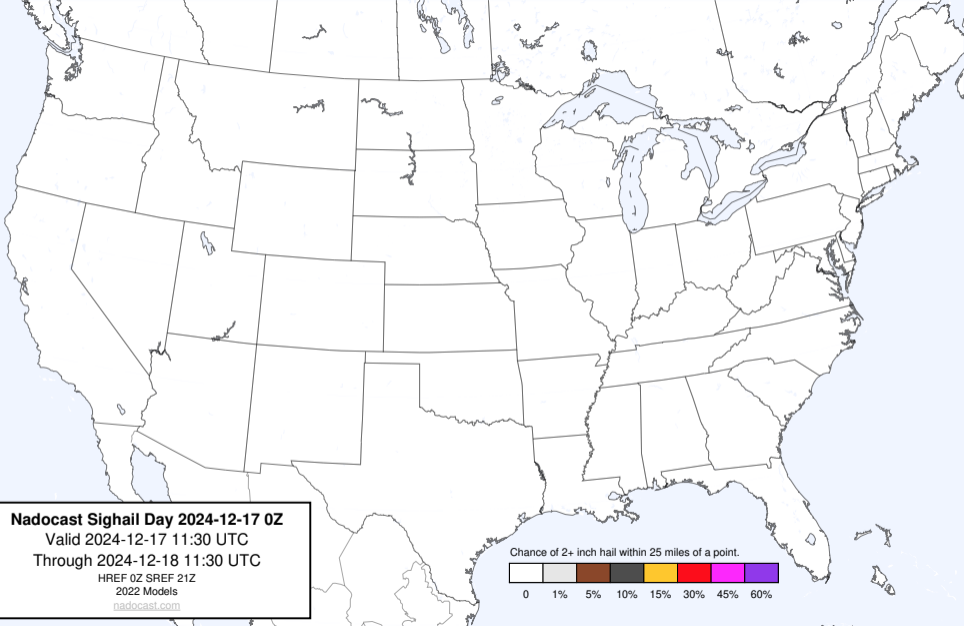 Nadocast Sighail Day 2024-12-17 0Z
Valid 2024-12-17 11:30 UTC
Through 2024-12-18 11:30 UTC
HREF 0Z SREF 21Z
2022 Models
nadocast.com
Chance of 2+ inch hail within 25 miles of a point.
0 1% 5% 10% 15% 30% 45% 60%